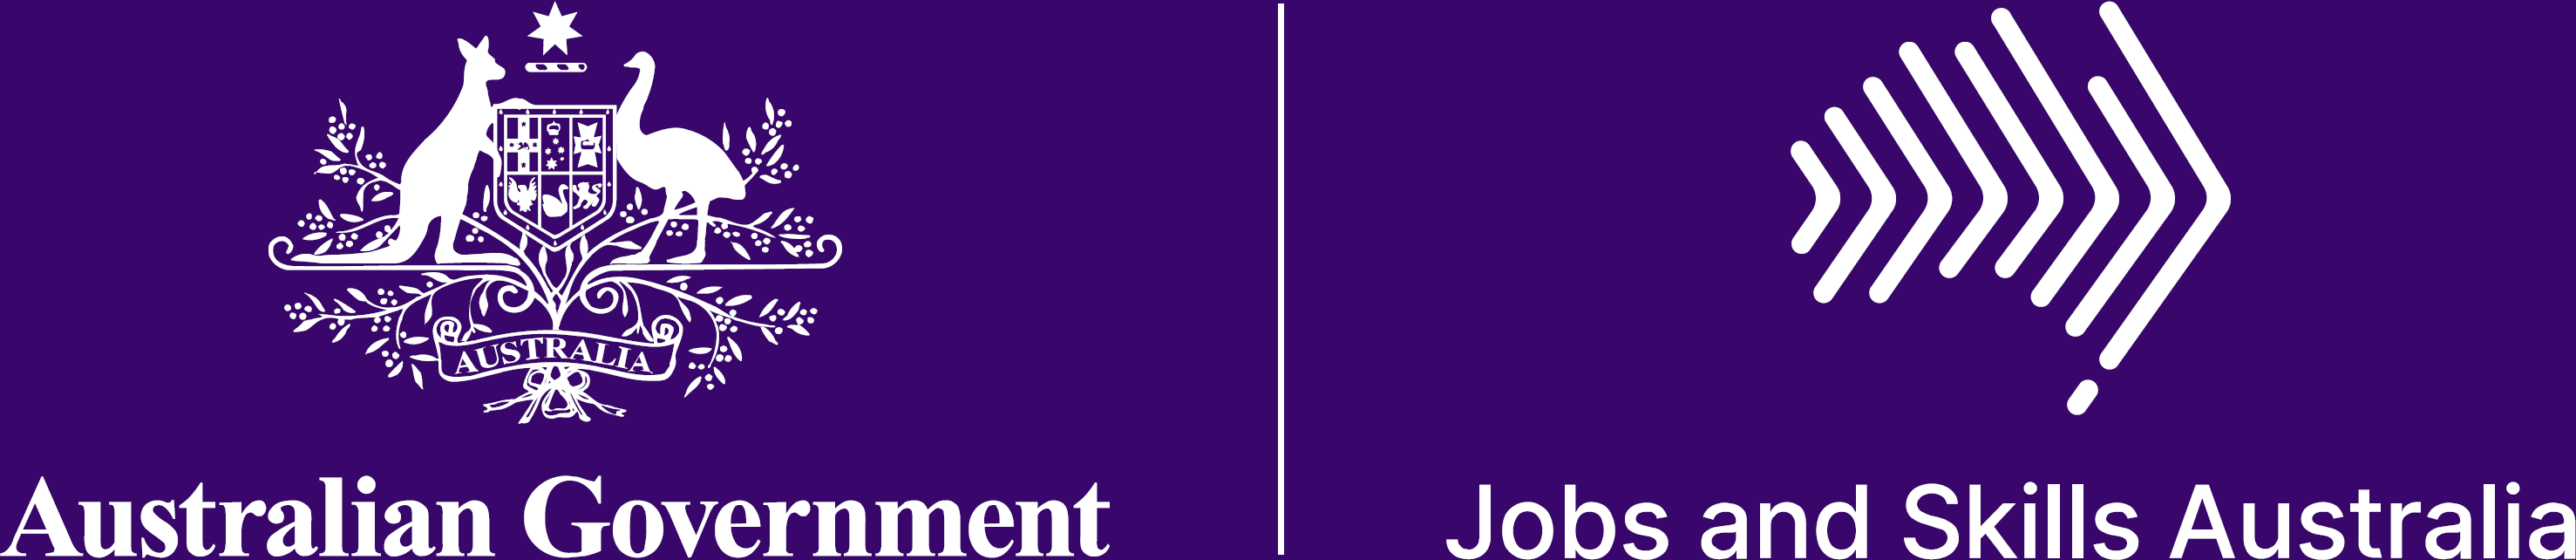 AUSTRALIA
Australian Government
Jobs and Skills Australia